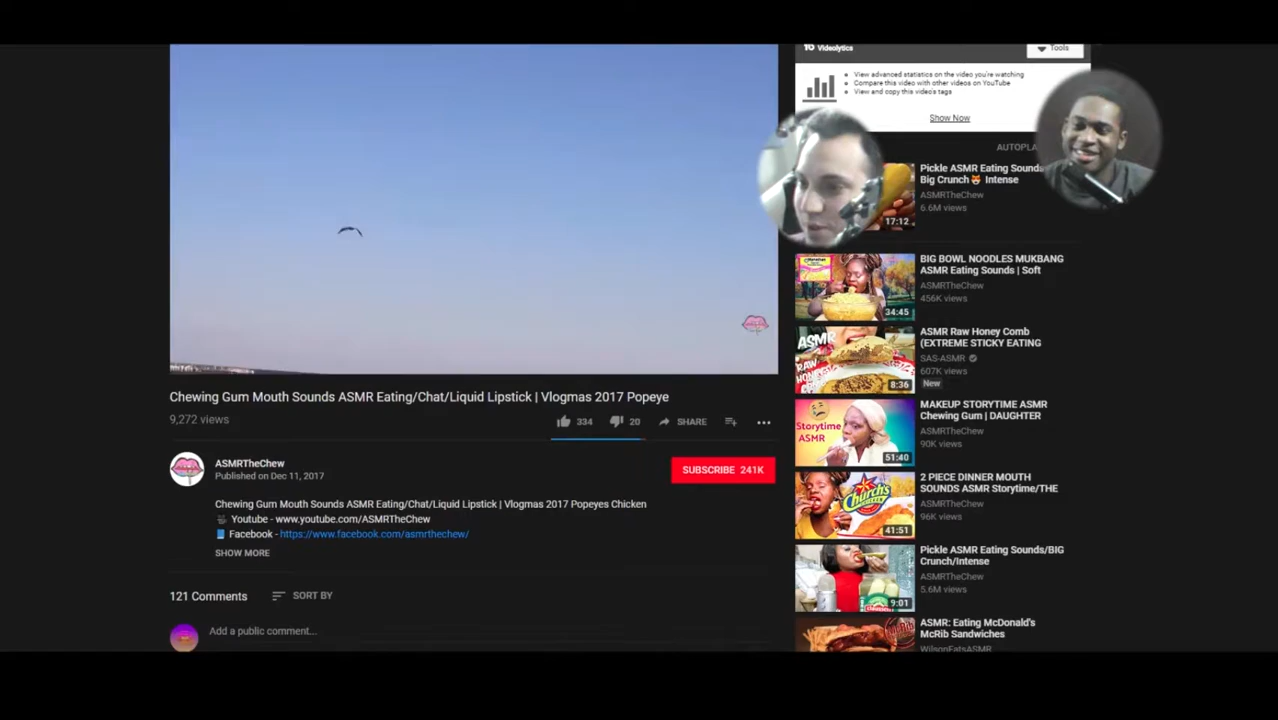 Videolytics
Tools
View advanced statistics on the video you're watching
Compare this video with other videos on YouTube
View and copy this video's tags
Show Now
AUTOPLA
Pickle ASMR Eating Sounds
Big Crunch😻 Intense
ASMRTheChew
6.6M views
17:12
BIG BOWL NOODLES MUKBANG
ASMR Eating Sounds | Soft
ASMRTheChew
456K views
34:45
ASMR Raw Honey Comb
(EXTREME STICKY EATING
SAS-ASMR
607K views
New
ASMR
RAW
8:36
MAKEUP STORYTIME ASMR
Chewing Gum | DAUGHTER
ASMRTheChew
90K views
Storytime
ASMR
51:40
2 PIECE DINNER MOUTH
SOUNDS ASMR Storytime/THE
ASMRTheChew
96K views
Church's
41:51
Pickle ASMR Eating Sounds/BIG
Crunch/Intense
ASMRTheChew
5.6M views
9:01
ASMR: Eating McDonald's
McRib Sandwiches
WilsonEatsASMR
Chewing Gum Mouth Sounds ASMR Eating/Chat/Liquid Lipstick | Vlogmas 2017 Popeye
9,272 views
334
20
SHARE
ASMRTheChew
Published on Dec 11, 2017
SUBSCRIBE 241K
Chewing Gum Mouth Sounds ASMR Eating/Chat/Liquid Lipstick | Vlogmas 2017 Popeyes Chicken
Youtube - www.youtube.com/ASMRTheChew
Facebook - https://www.facebook.com/asmrthechew/
SHOW MORE
121 Comments
SORT BY
Add a public comment...